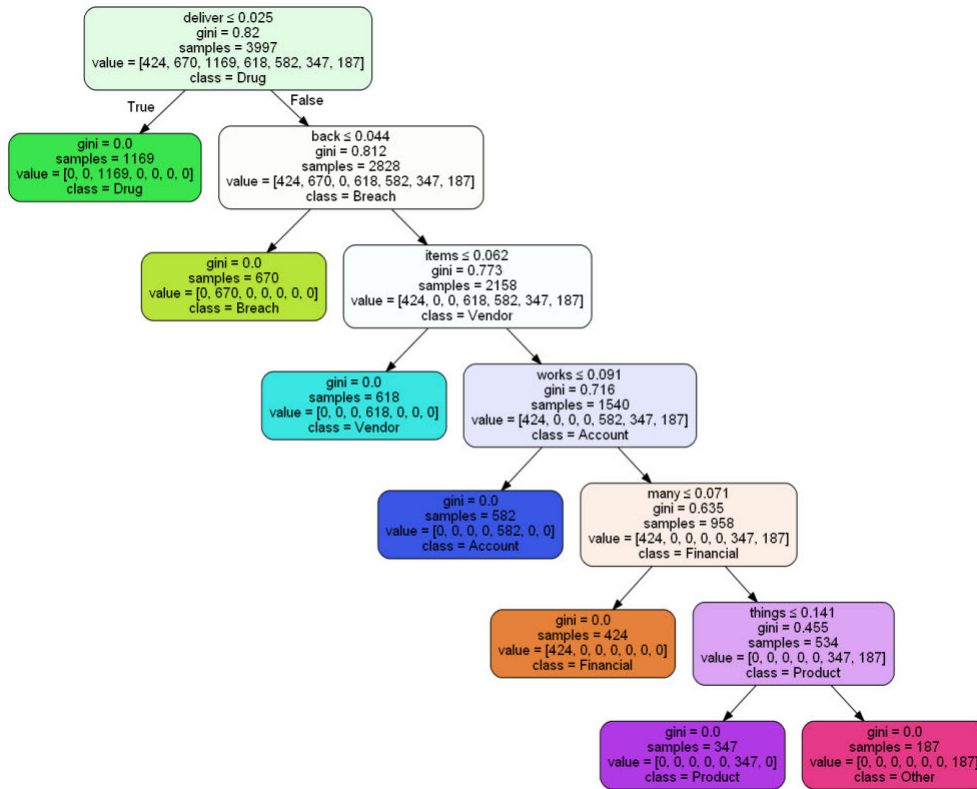 deliver ≤ 0.025
gini = 0.82
samples = 3997
value = [424, 670, 1169, 618, 582, 347, 187]
class = Drug
True
False
gini = 0.0
samples = 1169
value = [0, 0, 1169, 0, 0, 0, 0]
class = Drug
back ≤ 0.044
gini = 0.812
samples = 2828
value = [424, 670, 0, 618, 582, 347, 187]
class = Breach
gini = 0.0
samples = 670
value = [0, 670, 0, 0, 0, 0, 0]
class = Breach
items ≤ 0.062
gini = 0.773
samples = 2158
value = [424, 0, 0, 618, 582, 347, 187]
class = Vendor
gini = 0.0
samples = 618
value = [0, 0, 0, 618, 0, 0, 0]
class = Vendor
works ≤ 0.091
gini = 0.716
samples = 1540
value = [424, 0, 0, 0, 582, 347, 187]
class = Account
gini = 0.0
samples = 582
value = [0, 0, 0, 0, 582, 0, 0]
class = Account
many ≤ 0.071
gini = 0.635
samples = 958
value = [424, 0, 0, 0, 0, 347, 187]
class = Financial
gini = 0.0
samples = 424
value = [424, 0, 0, 0, 0, 0, 0]
class = Financial
things ≤ 0.141
gini = 0.455
samples = 534
value = [0, 0, 0, 0, 0, 347, 187]
class = Product
gini = 0.0
samples = 347
value = [0, 0, 0, 0, 0, 347, 0]
class = Product
gini = 0.0
samples = 187
value = [0, 0, 0, 0, 0, 0, 187]
class = Other